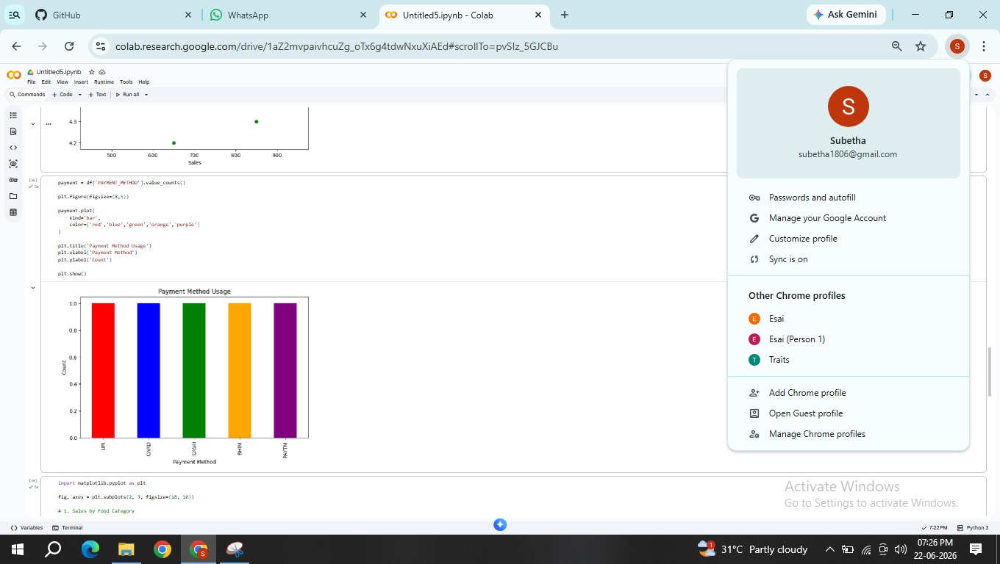 GitHub
WhatsApp
Untitled5.ipynb - Colab
Ask Gemini
colab.research.google.com/drive/1aZ2mvpaivhcuZg_oTx6g4tdwNxuXiAEd#scrollTo=pvSIz_5GJCBu
S
Untitled5.ipynb
S
File Edit View Insert Runtime Tools Help
Commands + Code + Text Run all
4.3
4.2
500 600 700 800 900
Sales
payment = df['PAYMENT_METHOD'].value_counts()
plt.figure(figsize=(8,5))
payment.plot(
kind='bar',
color=['red','blue','green','orange','purple']
)
plt.title('Payment Method Usage')
plt.xlabel('Payment Method')
plt.ylabel('Count')
plt.show()
Payment Method Usage
1.0
0.8
0.6
0.4
0.2
0.0
Count
UPI
CARD
CASH
BHIM
PAYTM
Payment Method
import matplotlib.pyplot as plt
fig, axes = plt.subplots(2, 3, figsize=(18, 10))
# 1. Sales by Food Category
S
Subetha
subetha1806@gmail.com
Passwords and autofill
Manage your Google Account
Customize profile
Sync is on
Other Chrome profiles
E Esai
E Esai (Person 1)
T Traits
Add Chrome profile
Open Guest profile
Manage Chrome profiles
Activate Windows
Go to Settings to activate Windows.
Variables Terminal
7:22 PM Python 3
31°C Partly cloudy
07:26 PM
22-06-2026